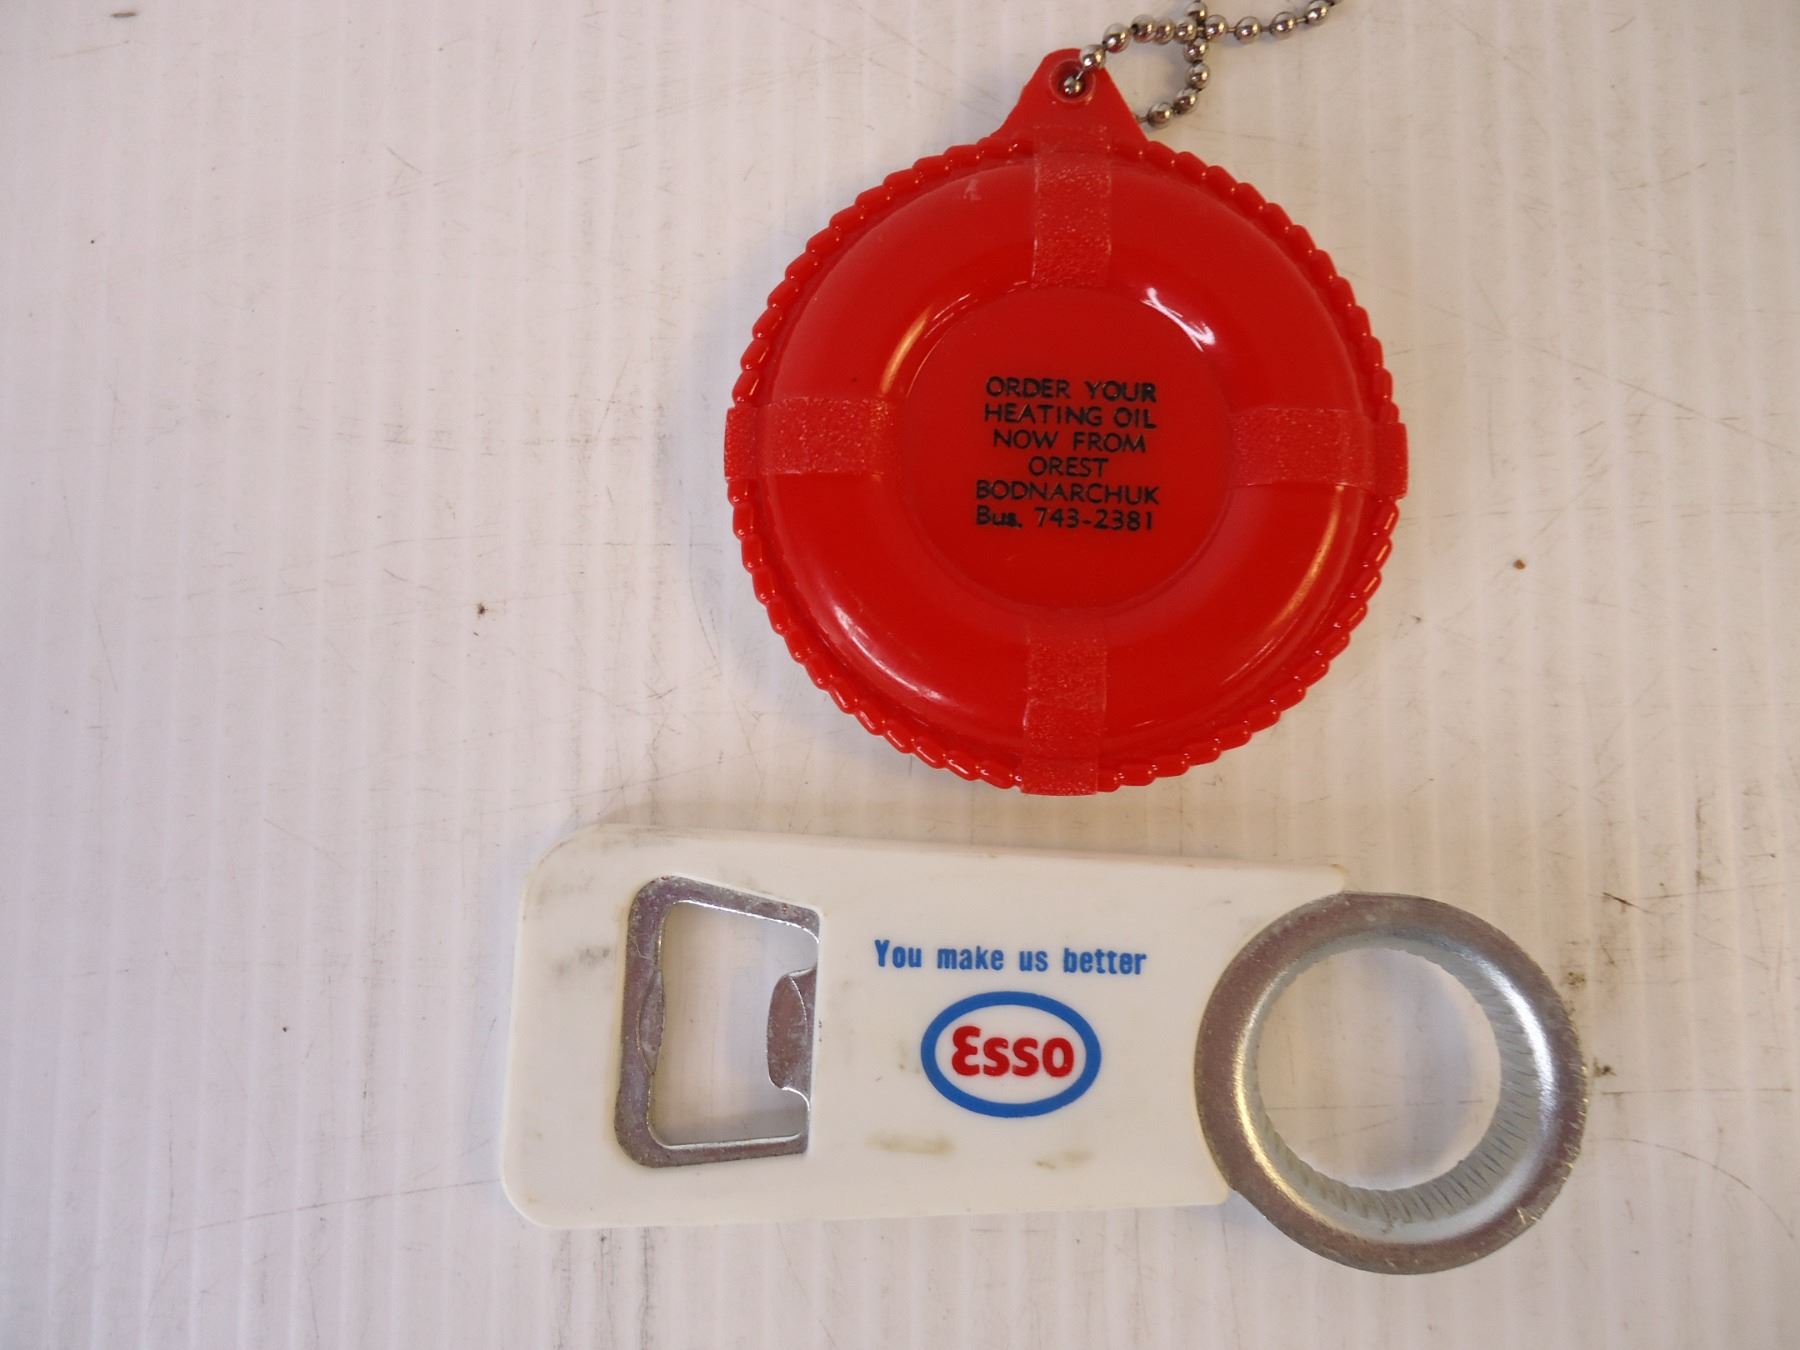 ORDER YOUR
HEATING OIL
NOW FROM
OREST
BODNARCHUK
Bus. 743-2381
You make us better
Esso